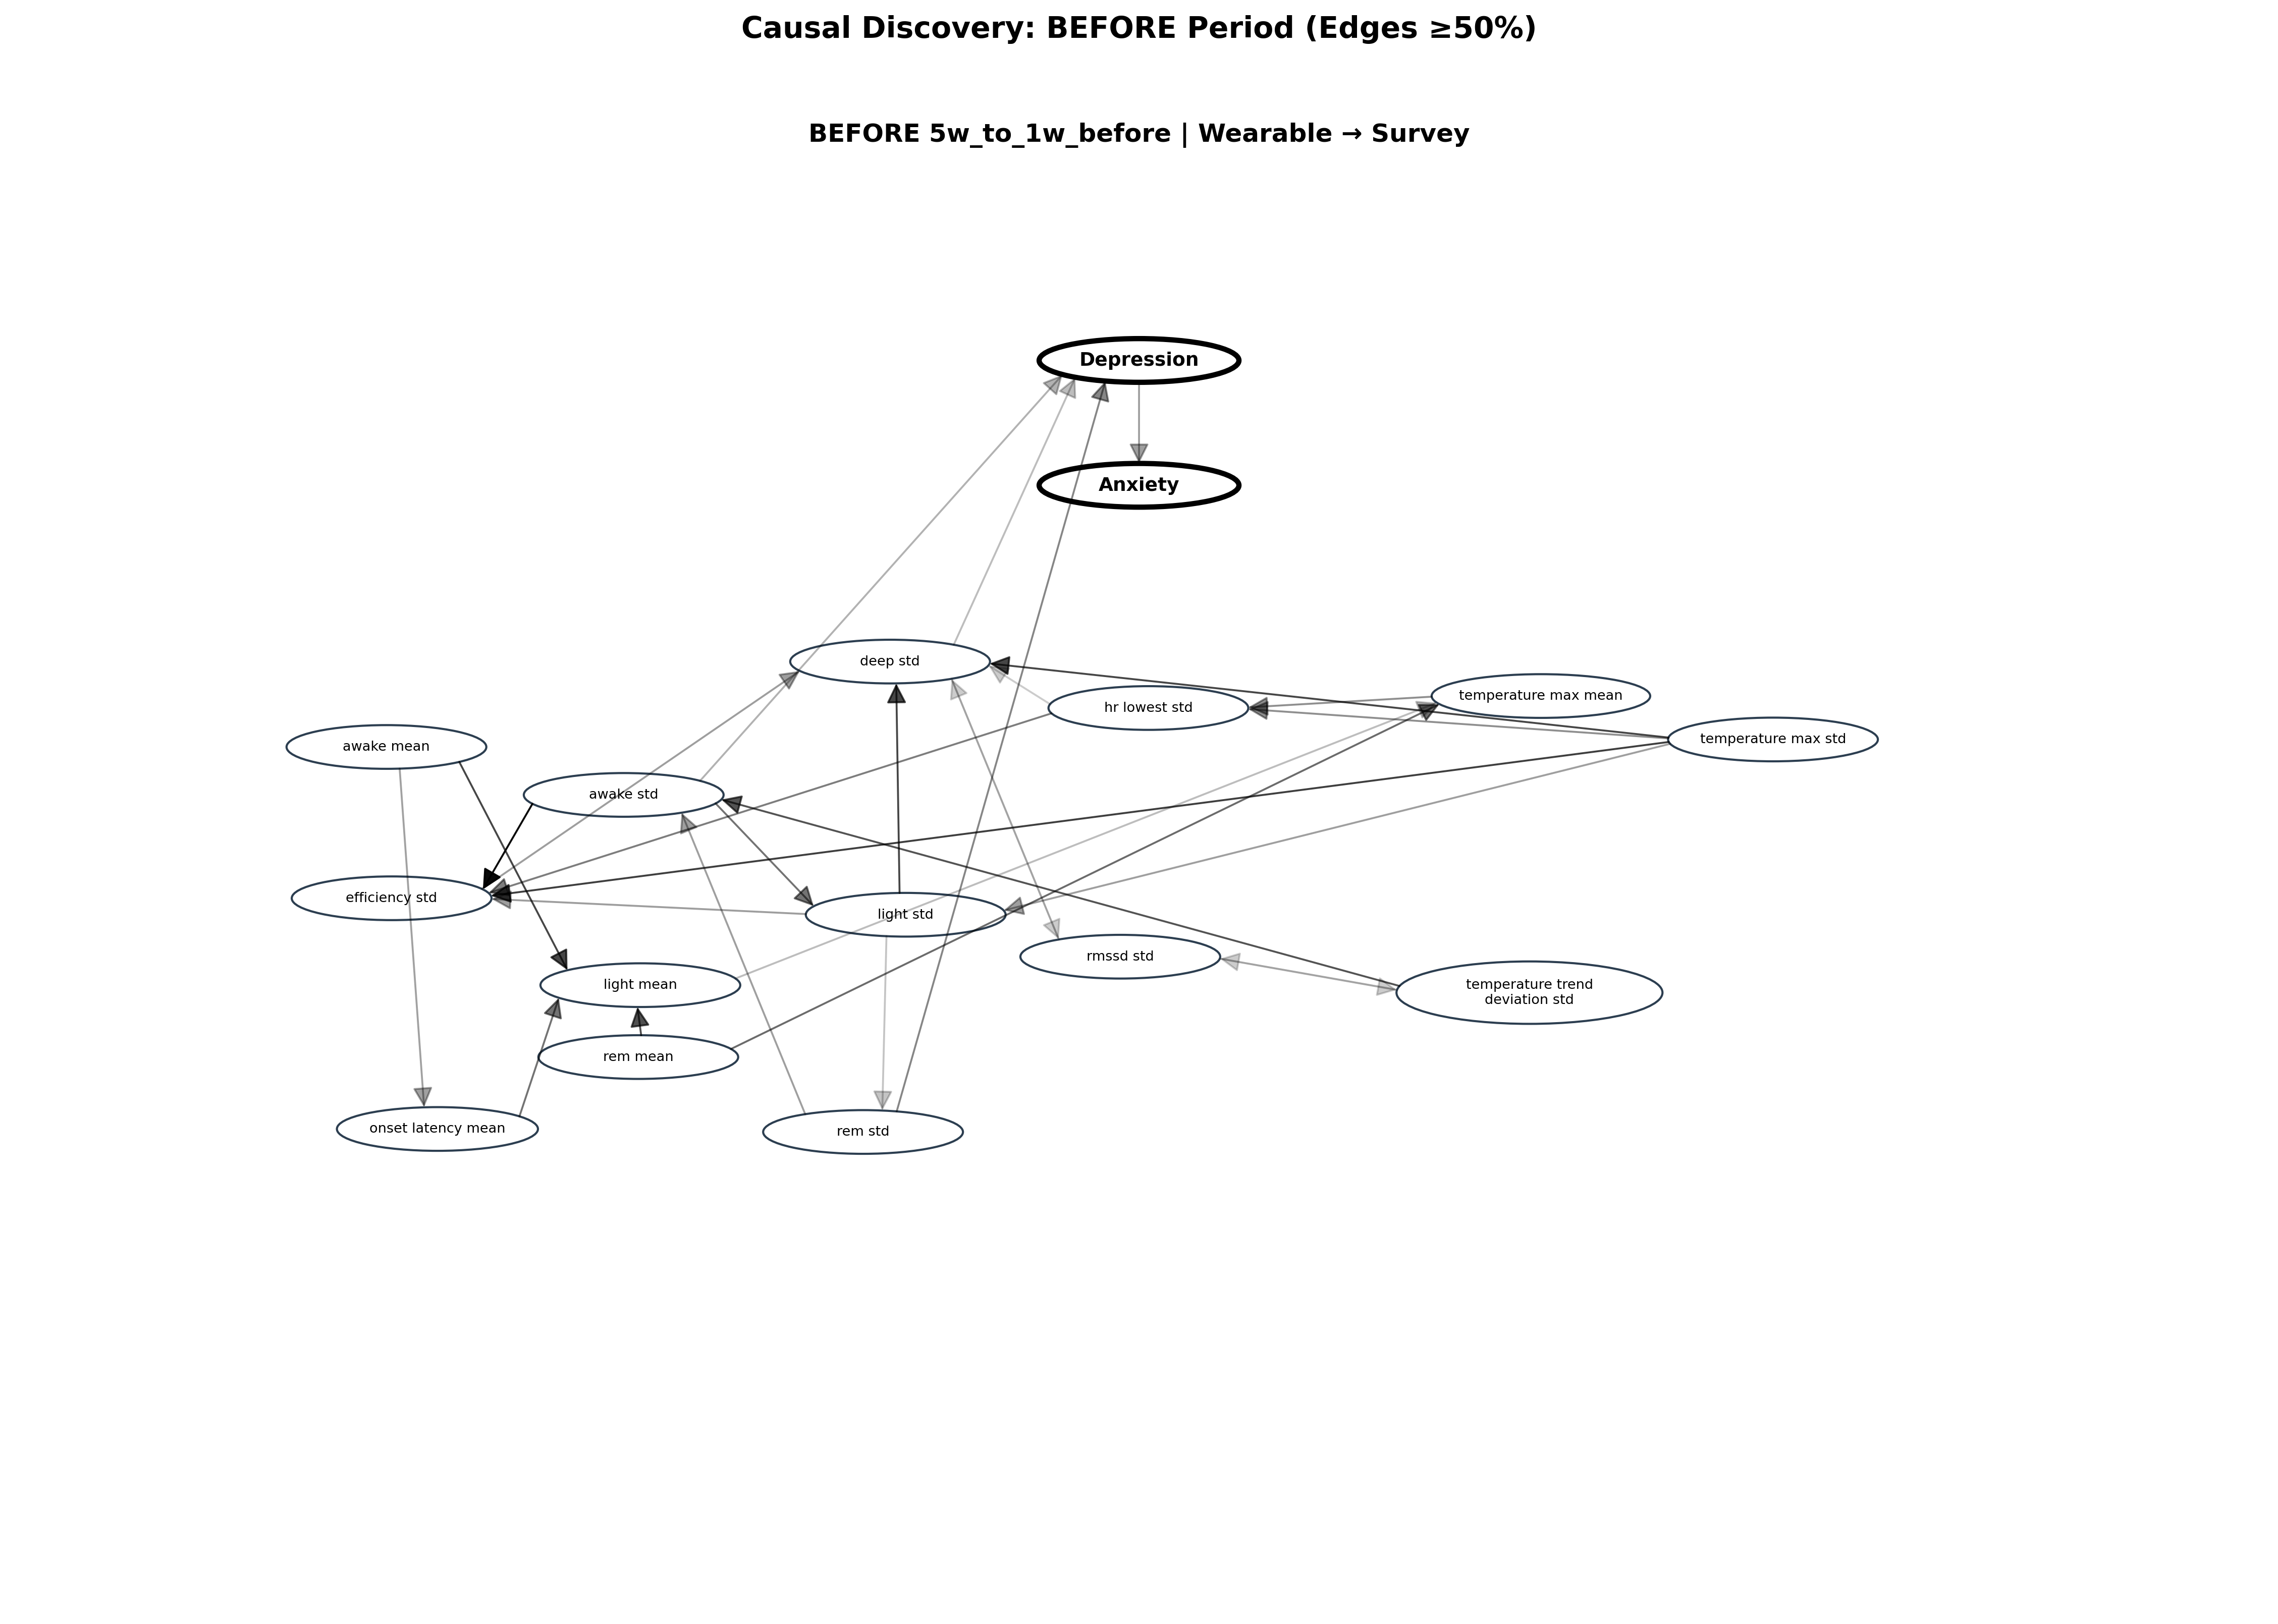 Causal Discovery: BEFORE Period (Edges ≥50%)
BEFORE 5w_to_1w_before | Wearable → Survey
Depression
Anxiety
deep std
temperature max mean
hr lowest std
temperature max std
awake mean
awake std
efficiency std
light std
rmssd std
light mean
temperature trend
deviation std
rem mean
onset latency mean
rem std